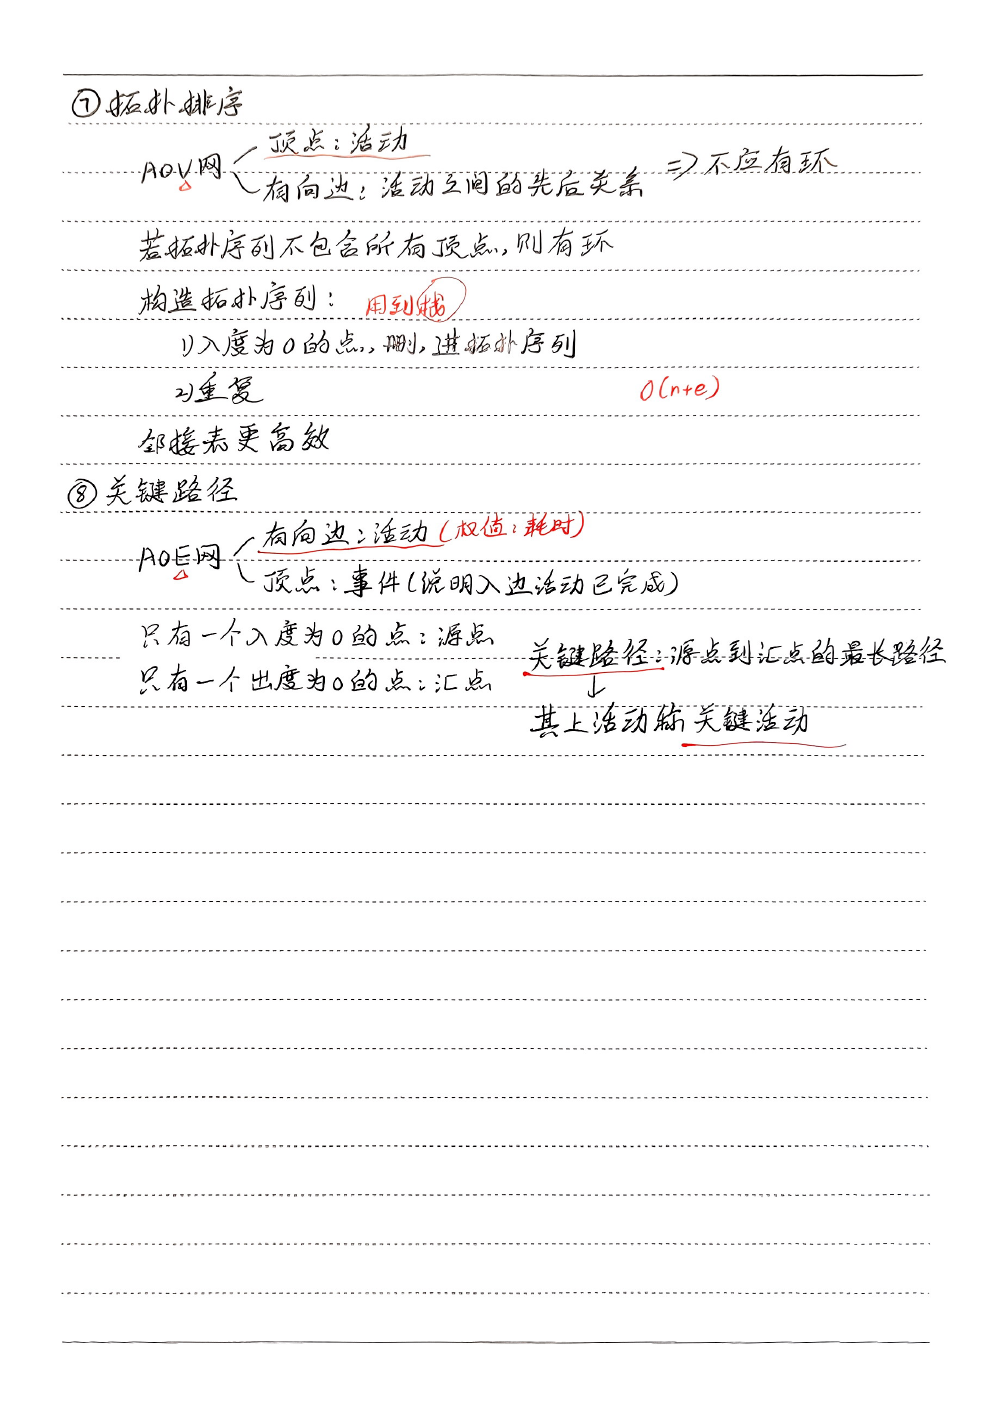 ⑦拓扑排序
顶点:活动
AOV网
有向边:活动之间的先后关系 => 不应有环
若拓扑序列不包含所有顶点,则有环
构造拓扑序列: 用到栈
1)入度为0的点,删,进拓扑序列
2)重复 O(n+e)
邻接表更高效
⑧关键路径
有向边:活动(权值:耗时)
AOE网
顶点:事件(说明入边活动已完成)
只有一个入度为0的点:源点
关键路径:源点到汇点的最长路径
只有一个出度为0的点:汇点
↓
其上活动称关键活动